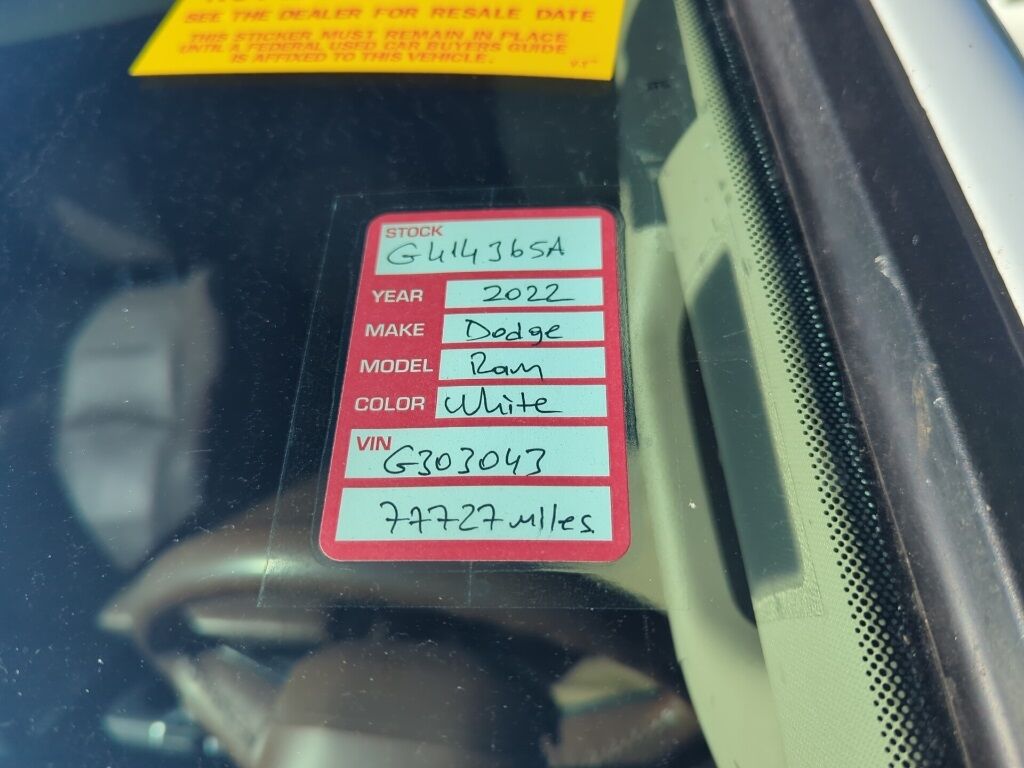 SEE THE DEALER FOR RESALE DATE
THIS STICKER MUST REMAIN IN PLACE
UNTIL A FEDERAL USED CAR BUYERS GUIDE
IS AFFIXED TO THIS VEHICLE.
STOCK
G414365A
YEAR 2022
MAKE Dodge
MODEL Ram
COLOR White
VIN
G303043
77727 miles